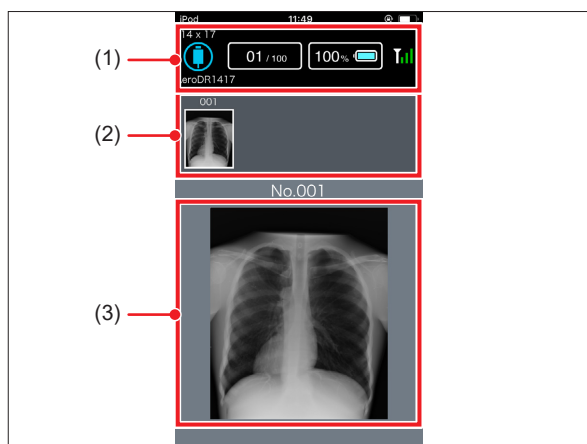 iPod 11:49
14 x 17
(1)
01 / 100
100%
eroDR1417
(2)
001
No.001
(3)